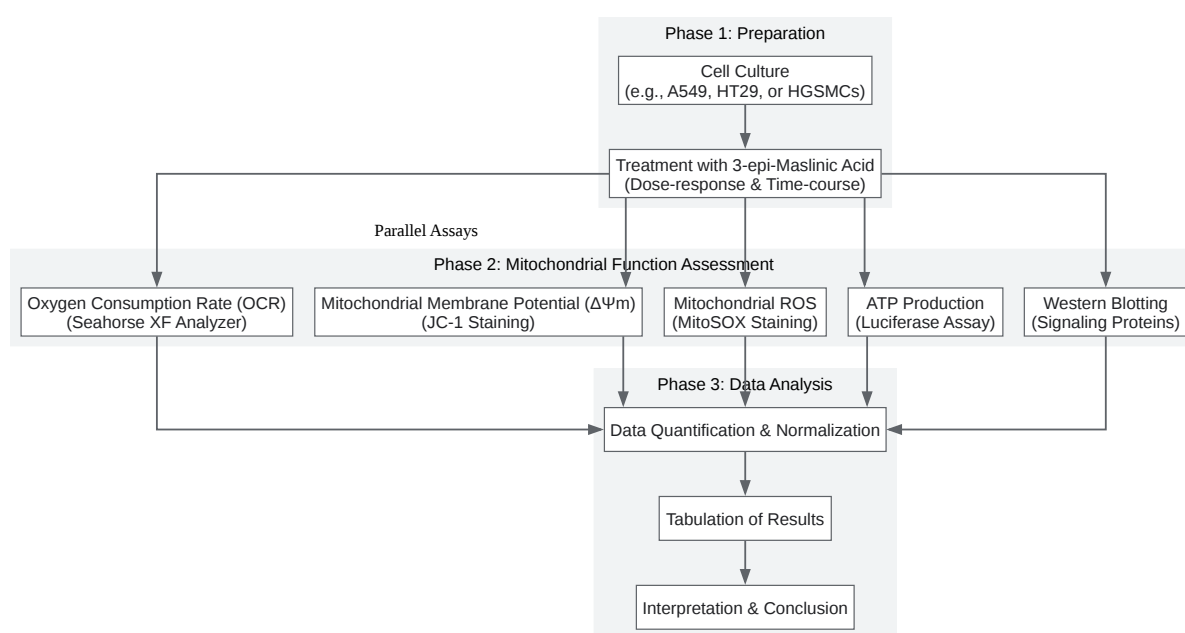 Phase 1: Preparation
Cell Culture
(e.g., A549, HT29, or HGSMCs)
Treatment with 3-epi-Maslinic Acid
(Dose-response & Time-course)
Parallel Assays
Phase 2: Mitochondrial Function Assessment
Oxygen Consumption Rate (OCR)
(Seahorse XF Analyzer)
Mitochondrial Membrane Potential (ΔΨm)
(JC-1 Staining)
Mitochondrial ROS
(MitoSOX Staining)
ATP Production
(Luciferase Assay)
Western Blotting
(Signaling Proteins)
Phase 3: Data Analysis
Data Quantification & Normalization
Tabulation of Results
Interpretation & Conclusion